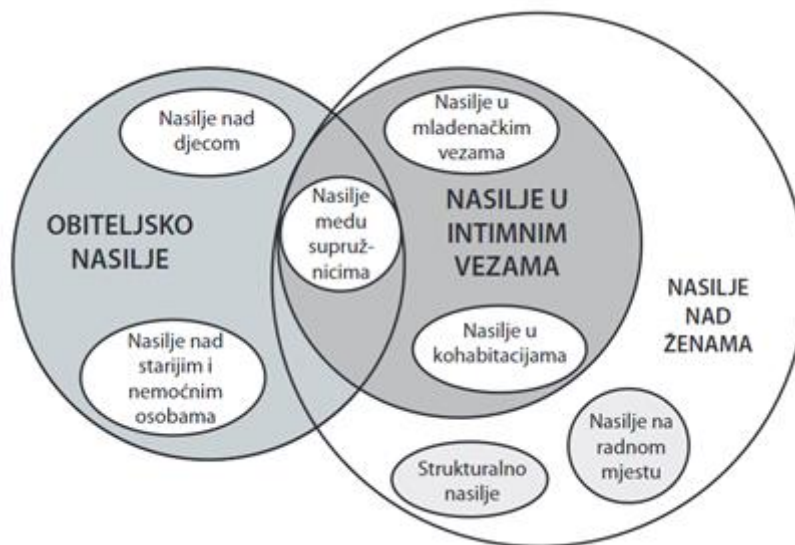 Nasilje nad
djecom
OBITELJSKO
NASILJE
Nasilje nad
starijim i
nemoćnim
osobama
Nasilje
medu
supruž-
nicima
Nasilje u
mladenačkim
vezama
NASILJE U
INTIMNIM
VEZAMA
Nasilje u
kohabitacijama
NASILJE
NAD
ŽENAMA
Nasilje na
radnom
mjestu
Strukturalno
nasilje